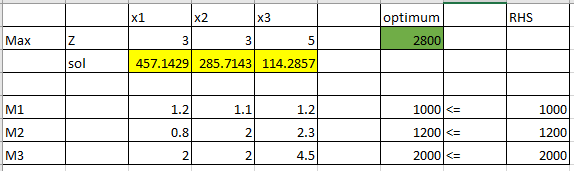 x1 x2 x3 optimum RHS
Max Z 3 3 5 2800
sol 457.1429 285.7143 114.2857
M1 1.2 1.1 1.2 1000 <= 1000
M2 0.8 2 2.3 1200 <= 1200
M3 2 2 4.5 2000 <= 2000